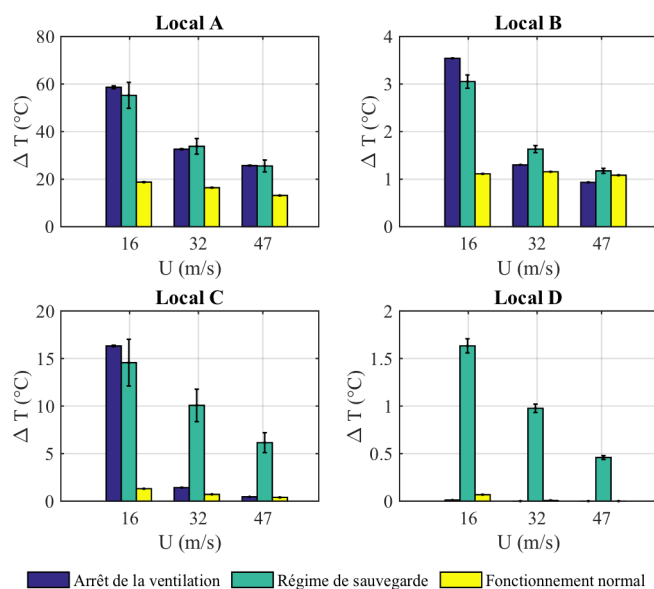 Local A
80
60
40
20
0
Δ T (°C)
16 32 47
U (m/s)
Local B
4
3
2
1
0
Δ T (°C)
16 32 47
U (m/s)
Local C
20
15
10
5
0
Δ T (°C)
16 32 47
U (m/s)
Local D
2
1.5
1
0.5
0
Δ T (°C)
16 32 47
U (m/s)
Arrêt de la ventilation Régime de sauvegarde Fonctionnement normal